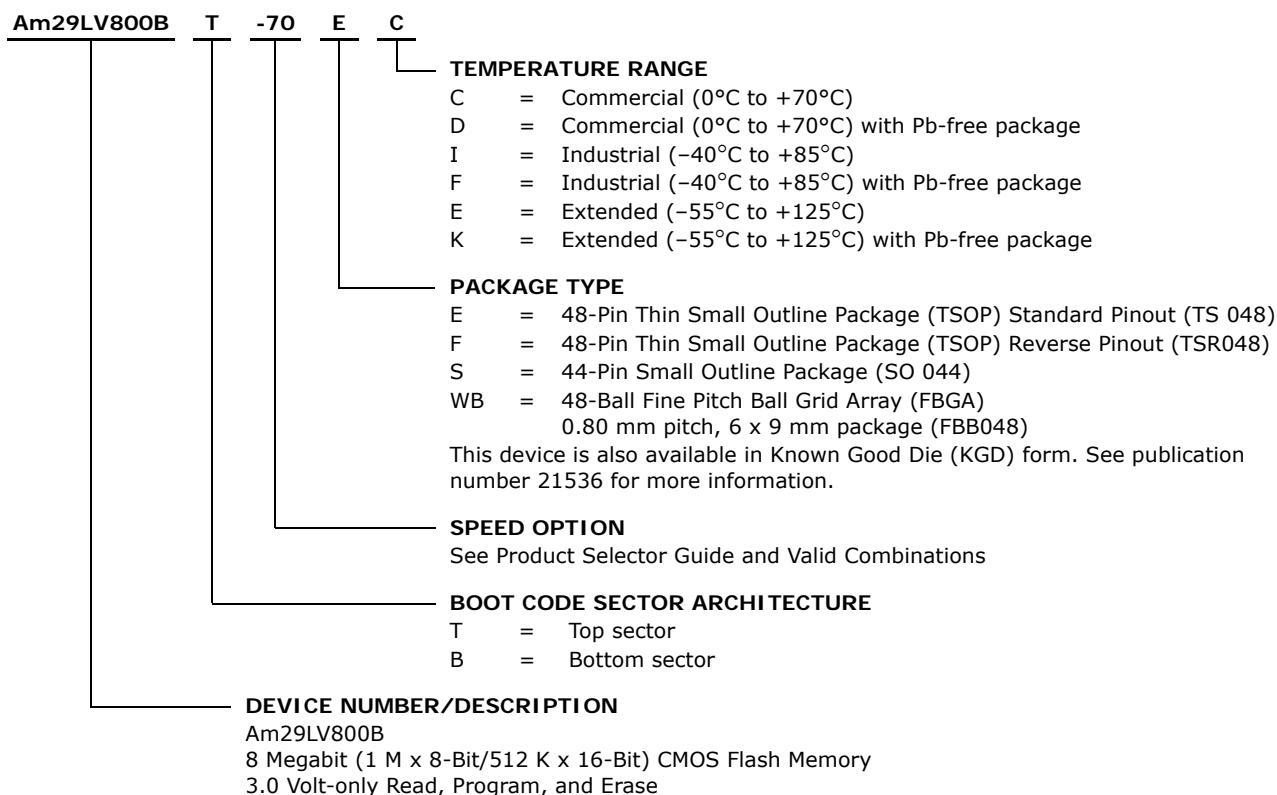 Am29LV800B T -70 E C
TEMPERATURE RANGE
C = Commercial (0°C to +70°C)
D = Commercial (0°C to +70°C) with Pb-free package
I = Industrial (–40°C to +85°C)
F = Industrial (–40°C to +85°C) with Pb-free package
E = Extended (–55°C to +125°C)
K = Extended (–55°C to +125°C) with Pb-free package
PACKAGE TYPE
E = 48-Pin Thin Small Outline Package (TSOP) Standard Pinout (TS 048)
F = 48-Pin Thin Small Outline Package (TSOP) Reverse Pinout (TSR048)
S = 44-Pin Small Outline Package (SO 044)
WB = 48-Ball Fine Pitch Ball Grid Array (FBGA)
0.80 mm pitch, 6 x 9 mm package (FBB048)
This device is also available in Known Good Die (KGD) form. See publication
number 21536 for more information.
SPEED OPTION
See Product Selector Guide and Valid Combinations
BOOT CODE SECTOR ARCHITECTURE
T = Top sector
B = Bottom sector
DEVICE NUMBER/DESCRIPTION
Am29LV800B
8 Megabit (1 M x 8-Bit/512 K x 16-Bit) CMOS Flash Memory
3.0 Volt-only Read, Program, and Erase